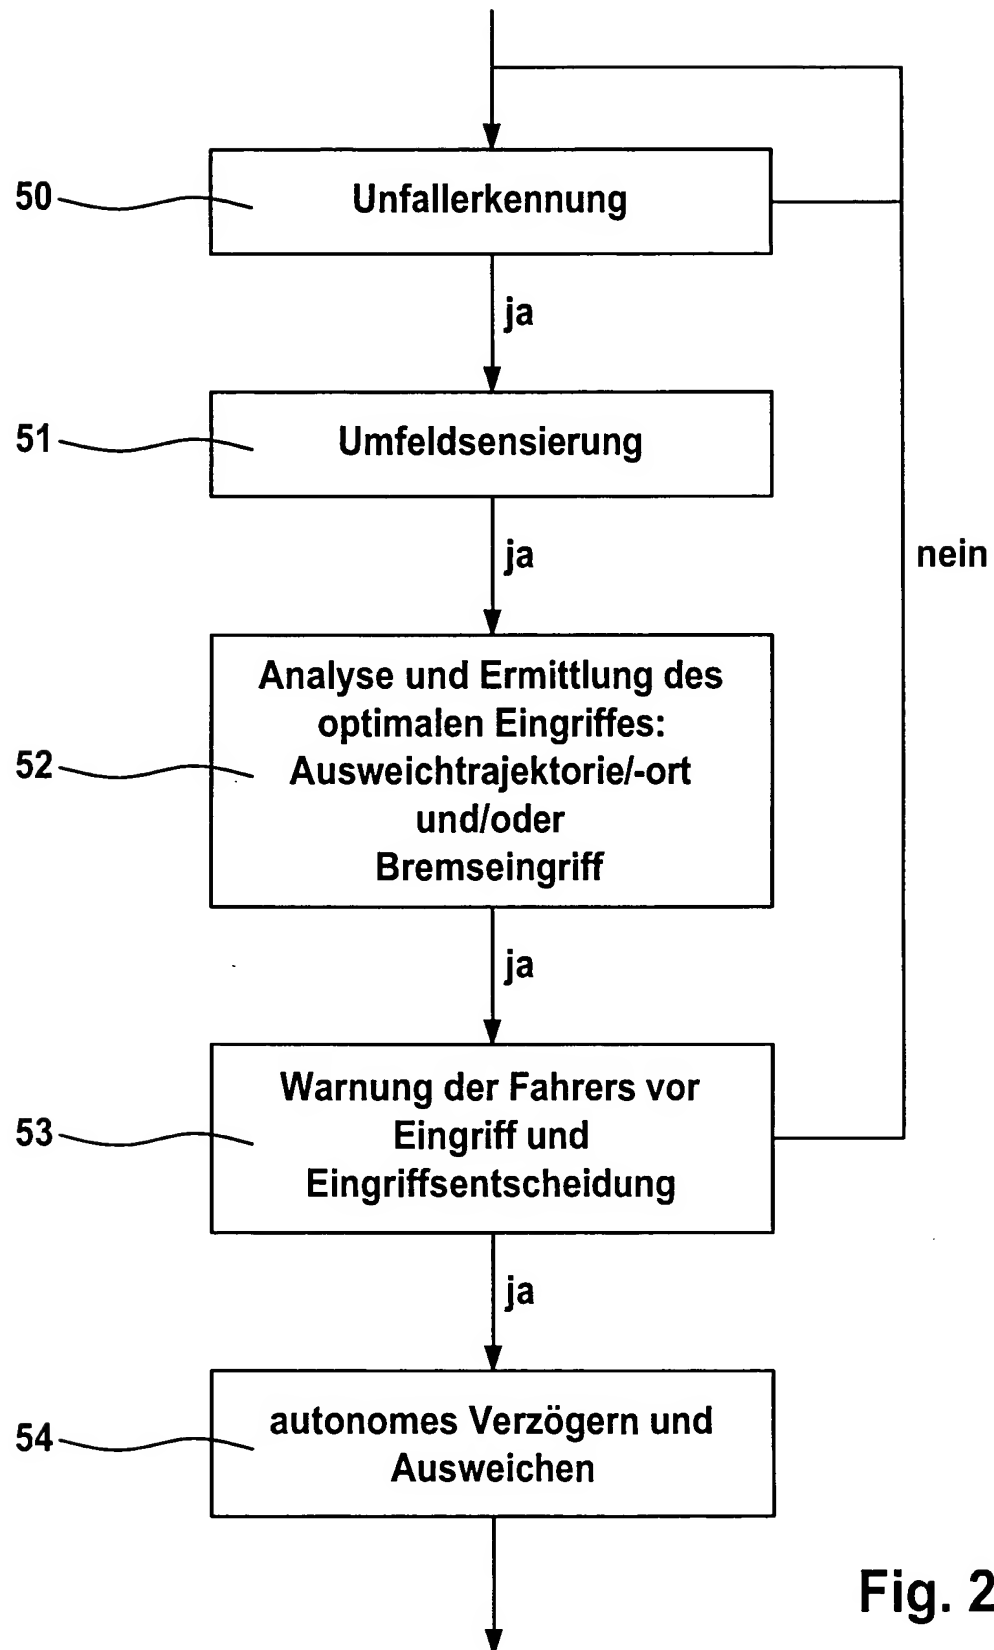 50
Unfallerkennung
ja
51
Umfeldsensierung
ja
nein
52
Analyse und Ermittlung des
optimalen Eingriffes:
Ausweichtrajektorie/-ort
und/oder
Bremseingriff
ja
53
Warnung der Fahrers vor
Eingriff und
Eingriffsentscheidung
ja
54
autonomes Verzögern und
Ausweichen
Fig. 2